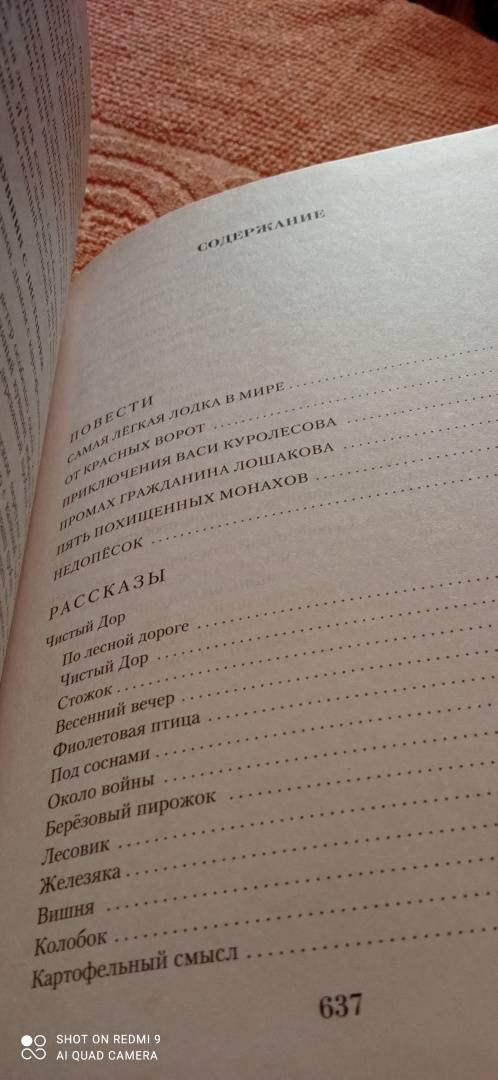 СОДЕРЖАНИЕ
ПОВЕСТИ
САМАЯ ЛЁГКАЯ ЛОДКА В МИРЕ
ОТ КРАСНЫХ ВОРОТ
ПРИКЛЮЧЕНИЯ ВАСИ КУРОЛЕСОВА
ПРОМАХ ГРАЖДАНИНА ЛОШАКОВА
ПЯТЬ ПОХИЩЕННЫХ МОНАХОВ
НЕДОПЁСОК
РАССКАЗЫ
Чистый Дор
По лесной дороге
Чистый Дор
Стожок
Весенний вечер
Фиолетовая птица
Под соснами
Около войны
Берёзовый пирожок
Лесовик
Железяка
Вишня
Колобок
Картофельный смысл
637
SHOT ON REDMI 9
AI QUAD CAMERA